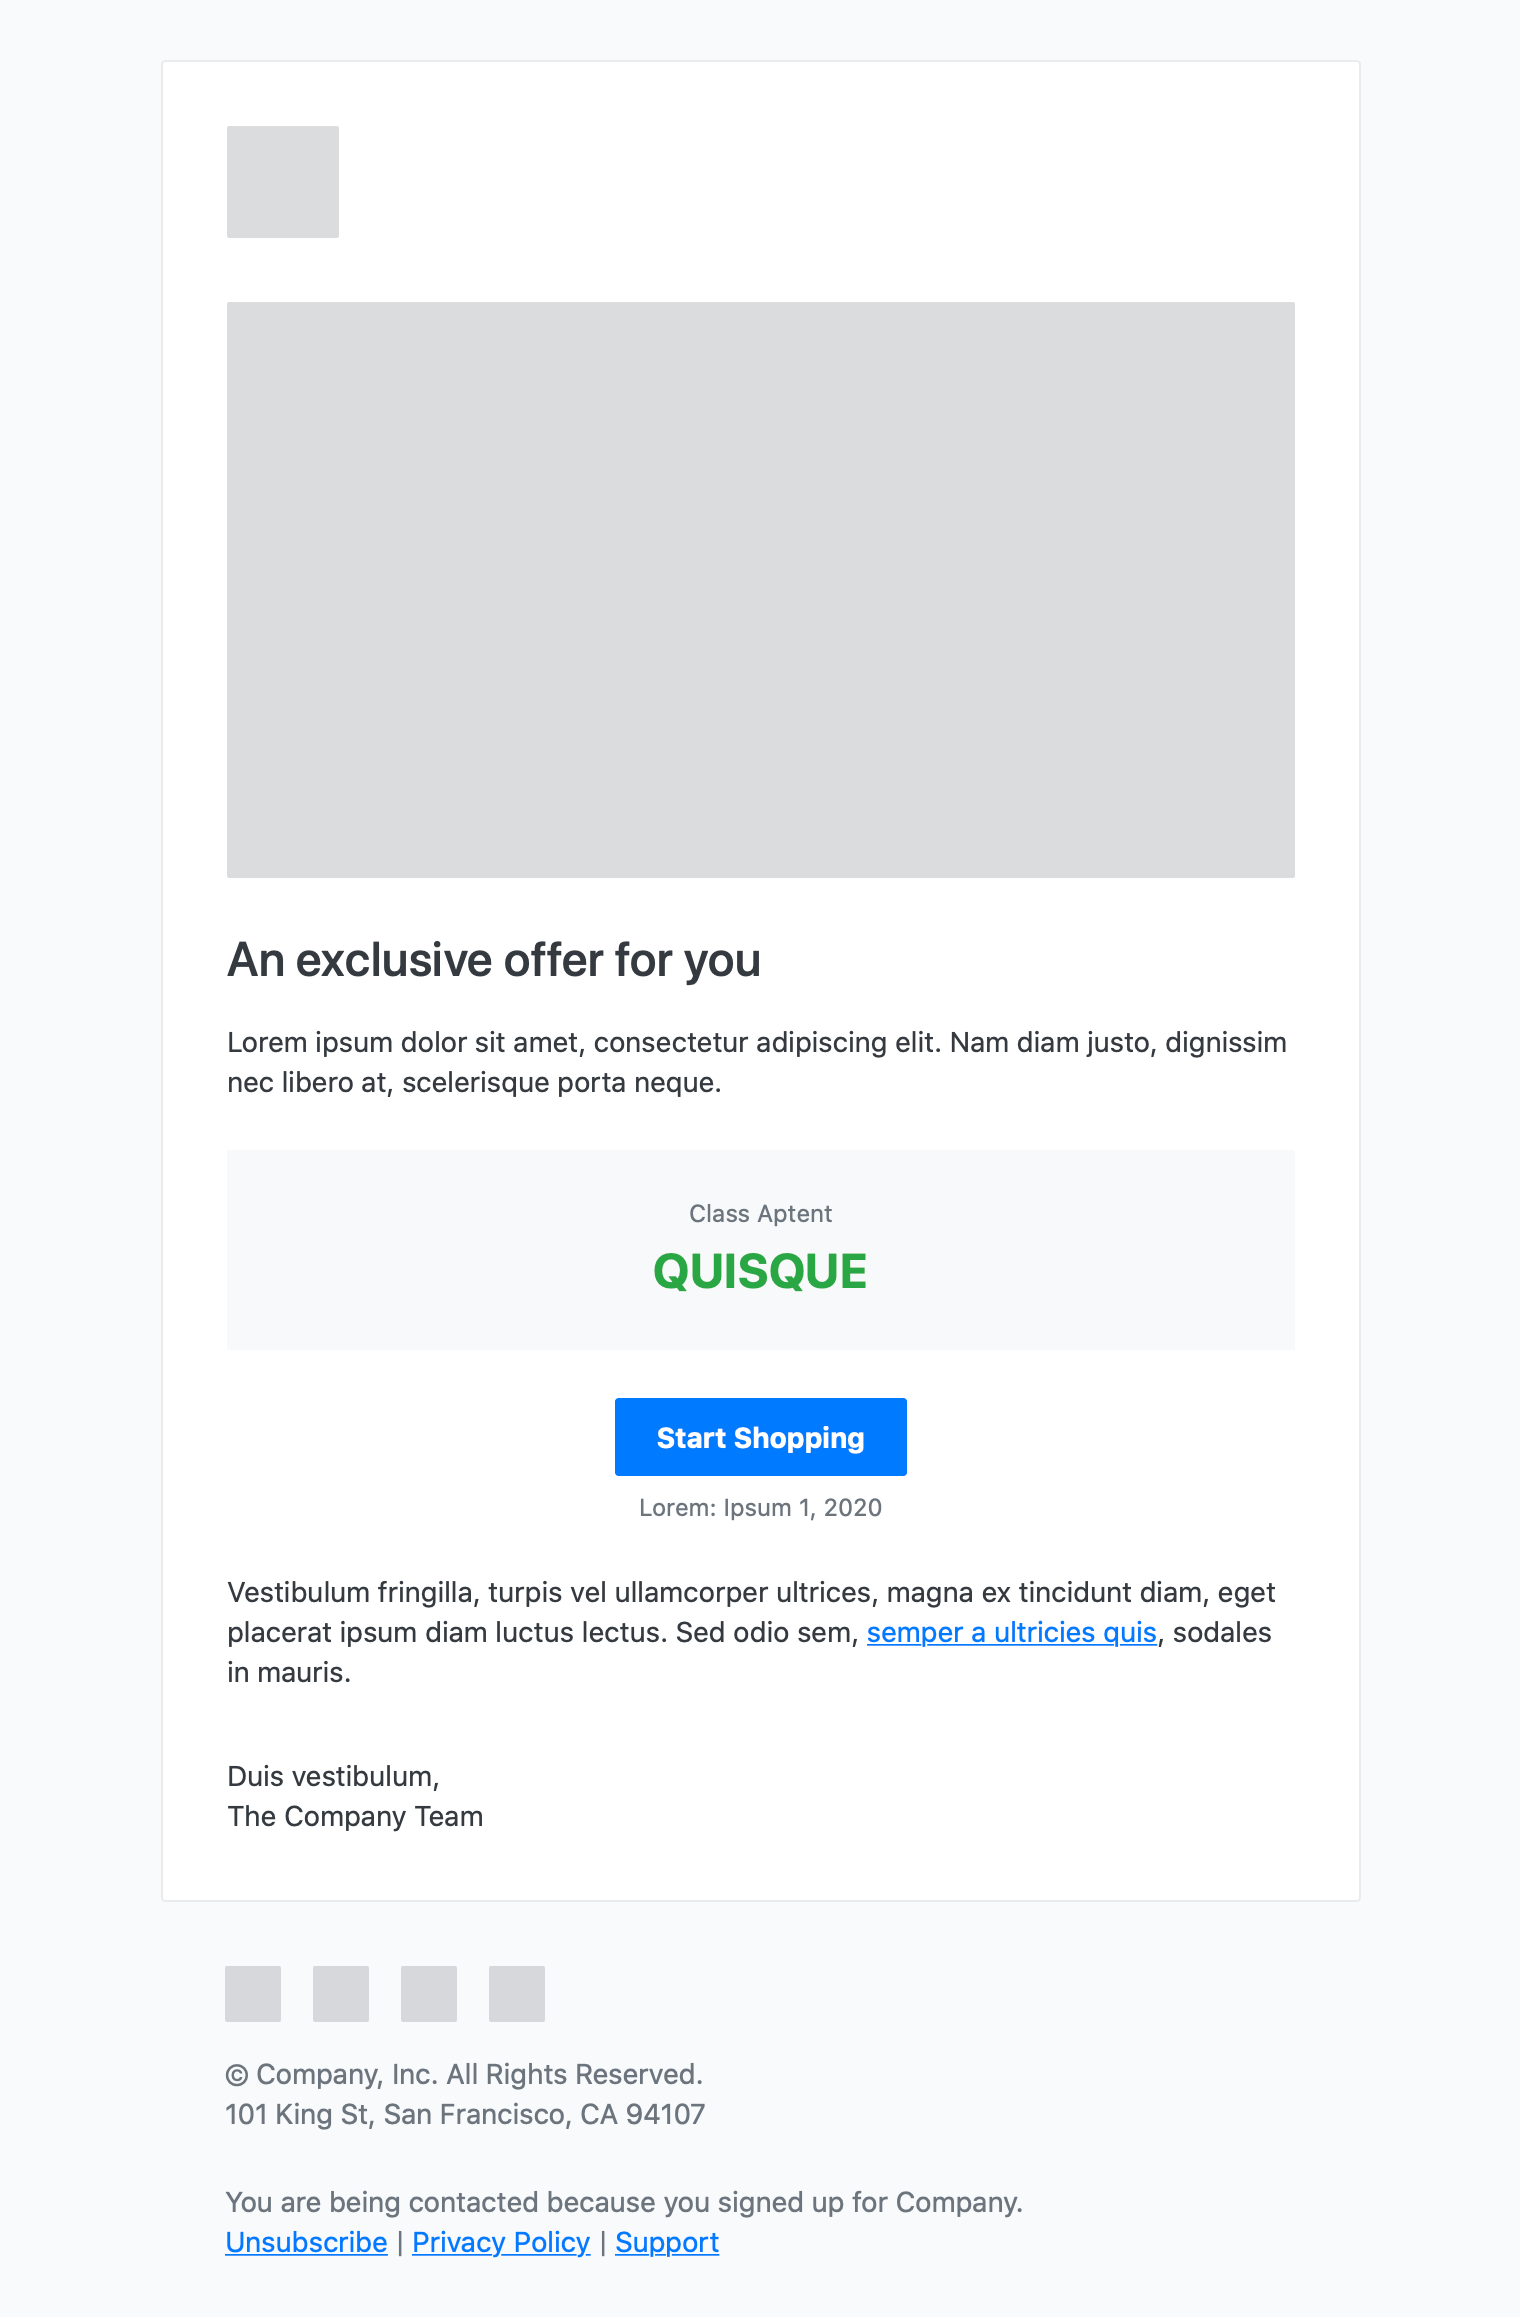 An exclusive offer for you
Lorem ipsum dolor sit amet, consectetur adipiscing elit. Nam diam justo, dignissim
nec libero at, scelerisque porta neque.
Class Aptent
QUISQUE
Start Shopping
Lorem: Ipsum 1, 2020
Vestibulum fringilla, turpis vel ullamcorper ultrices, magna ex tincidunt diam, eget
placerat ipsum diam luctus lectus. Sed odio sem, semper a ultricies quis, sodales
in mauris.
Duis vestibulum,
The Company Team
© Company, Inc. All Rights Reserved.
101 King St, San Francisco, CA 94107
You are being contacted because you signed up for Company.
Unsubscribe | Privacy Policy | Support